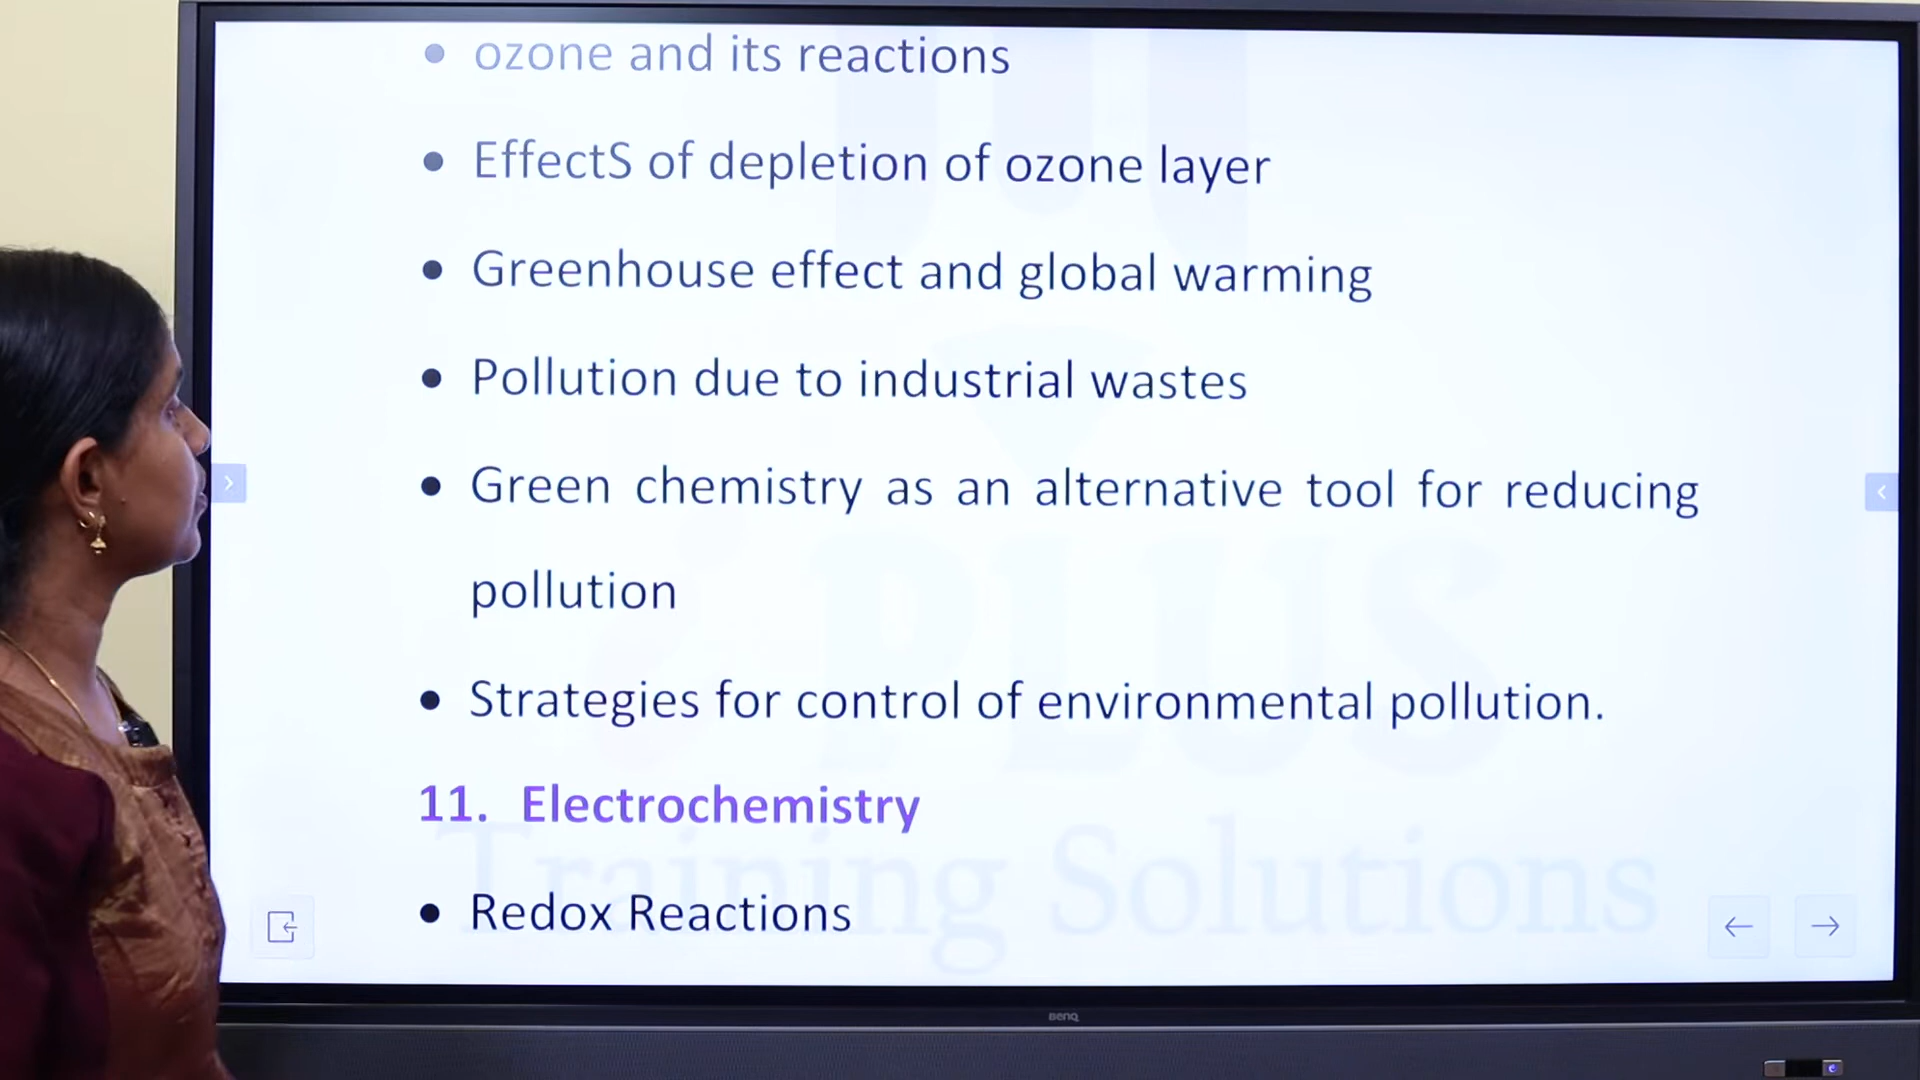 • ozone and its reactions
• EffectS of depletion of ozone layer
• Greenhouse effect and global warming
• Pollution due to industrial wastes
• Green chemistry as an alternative tool for reducing
pollution
• Strategies for control of environmental pollution.
PLUS
11. Electrochemistry
Training Solutions
• Redox Reactions
BenQ